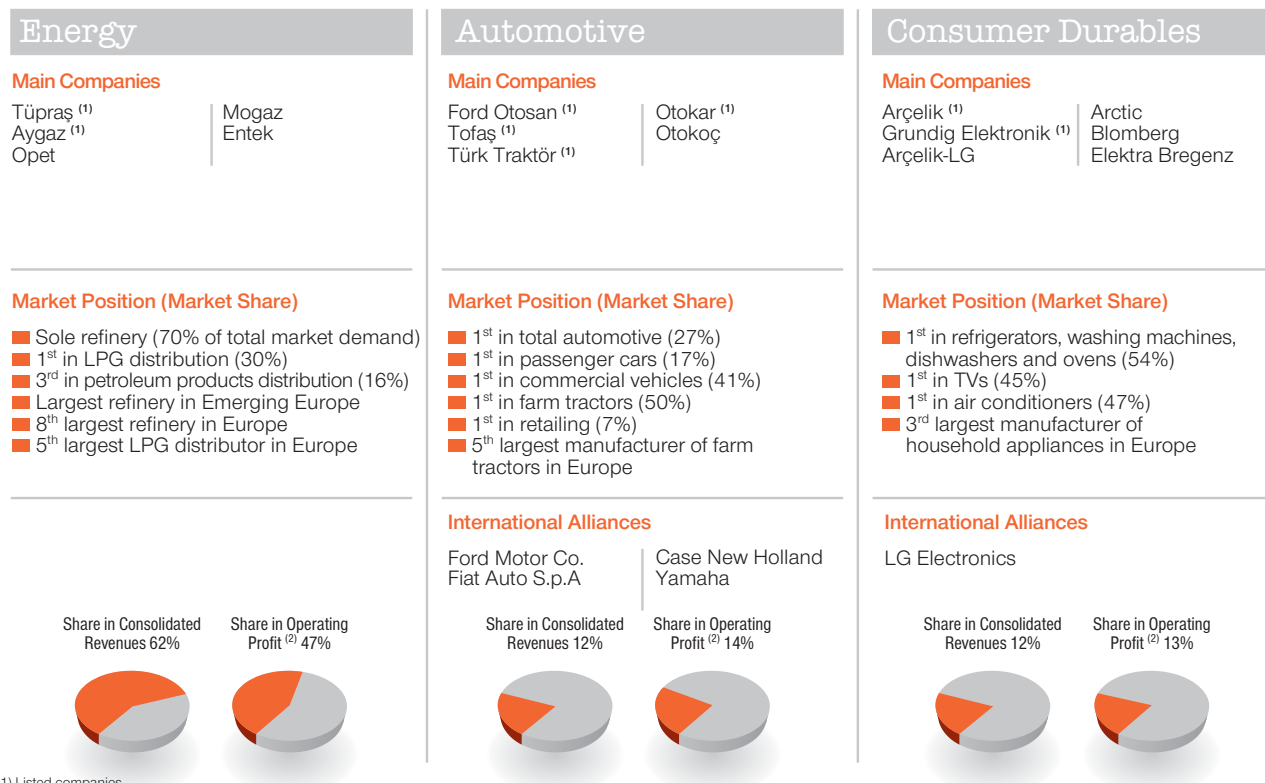 Energy
Main Companies
Tüpraş (1)
Aygaz (1)
Opet
Mogaz
Entek
Market Position (Market Share)
Sole refinery (70% of total market demand)
1st in LPG distribution (30%)
3rd in petroleum products distribution (16%)
Largest refinery in Emerging Europe
8th largest refinery in Europe
5th largest LPG distributor in Europe
Share in Consolidated
Revenues 62%
Share in Operating
Profit (2) 47%
Automotive
Main Companies
Ford Otosan (1)
Tofaş (1)
Türk Traktör (1)
Otokar (1)
Otokoç
Market Position (Market Share)
1st in total automotive (27%)
1st in passenger cars (17%)
1st in commercial vehicles (41%)
1st in farm tractors (50%)
1st in retailing (7%)
5th largest manufacturer of farm
tractors in Europe
International Alliances
Ford Motor Co.
Fiat Auto S.p.A
Case New Holland
Yamaha
Share in Consolidated
Revenues 12%
Share in Operating
Profit (2) 14%
Consumer Durables
Main Companies
Arçelik (1)
Grundig Elektronik (1)
Arçelik-LG
Arctic
Blomberg
Elektra Bregenz
Market Position (Market Share)
1st in refrigerators, washing machines,
dishwashers and ovens (54%)
1st in TVs (45%)
1st in air conditioners (47%)
3rd largest manufacturer of
household appliances in Europe
International Alliances
LG Electronics
Share in Consolidated
Revenues 12%
Share in Operating
Profit (2) 13%
1) Listed companies